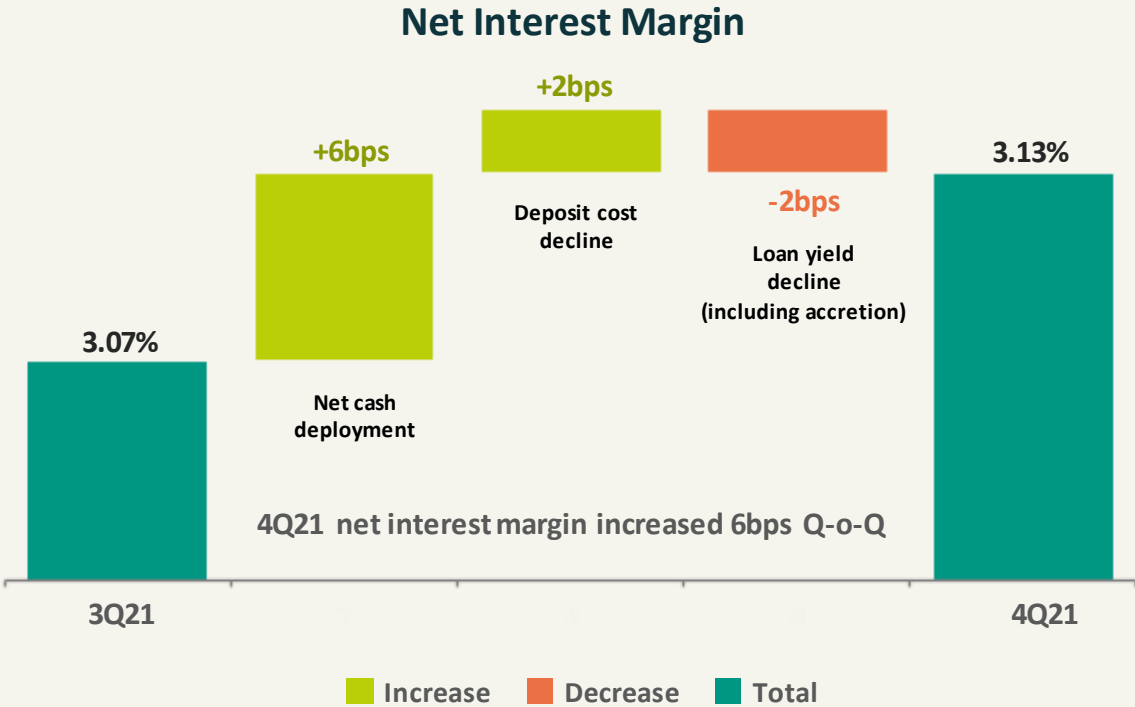 Net Interest Margin
+2bps
+6bps
3.13%
Deposit cost
decline
-2bps
Loan yield
decline
(including accretion)
3.07%
Net cash
deployment
4Q21 net interest margin increased 6bps Q-o-Q
3Q21
4Q21
Increase
Decrease
Total